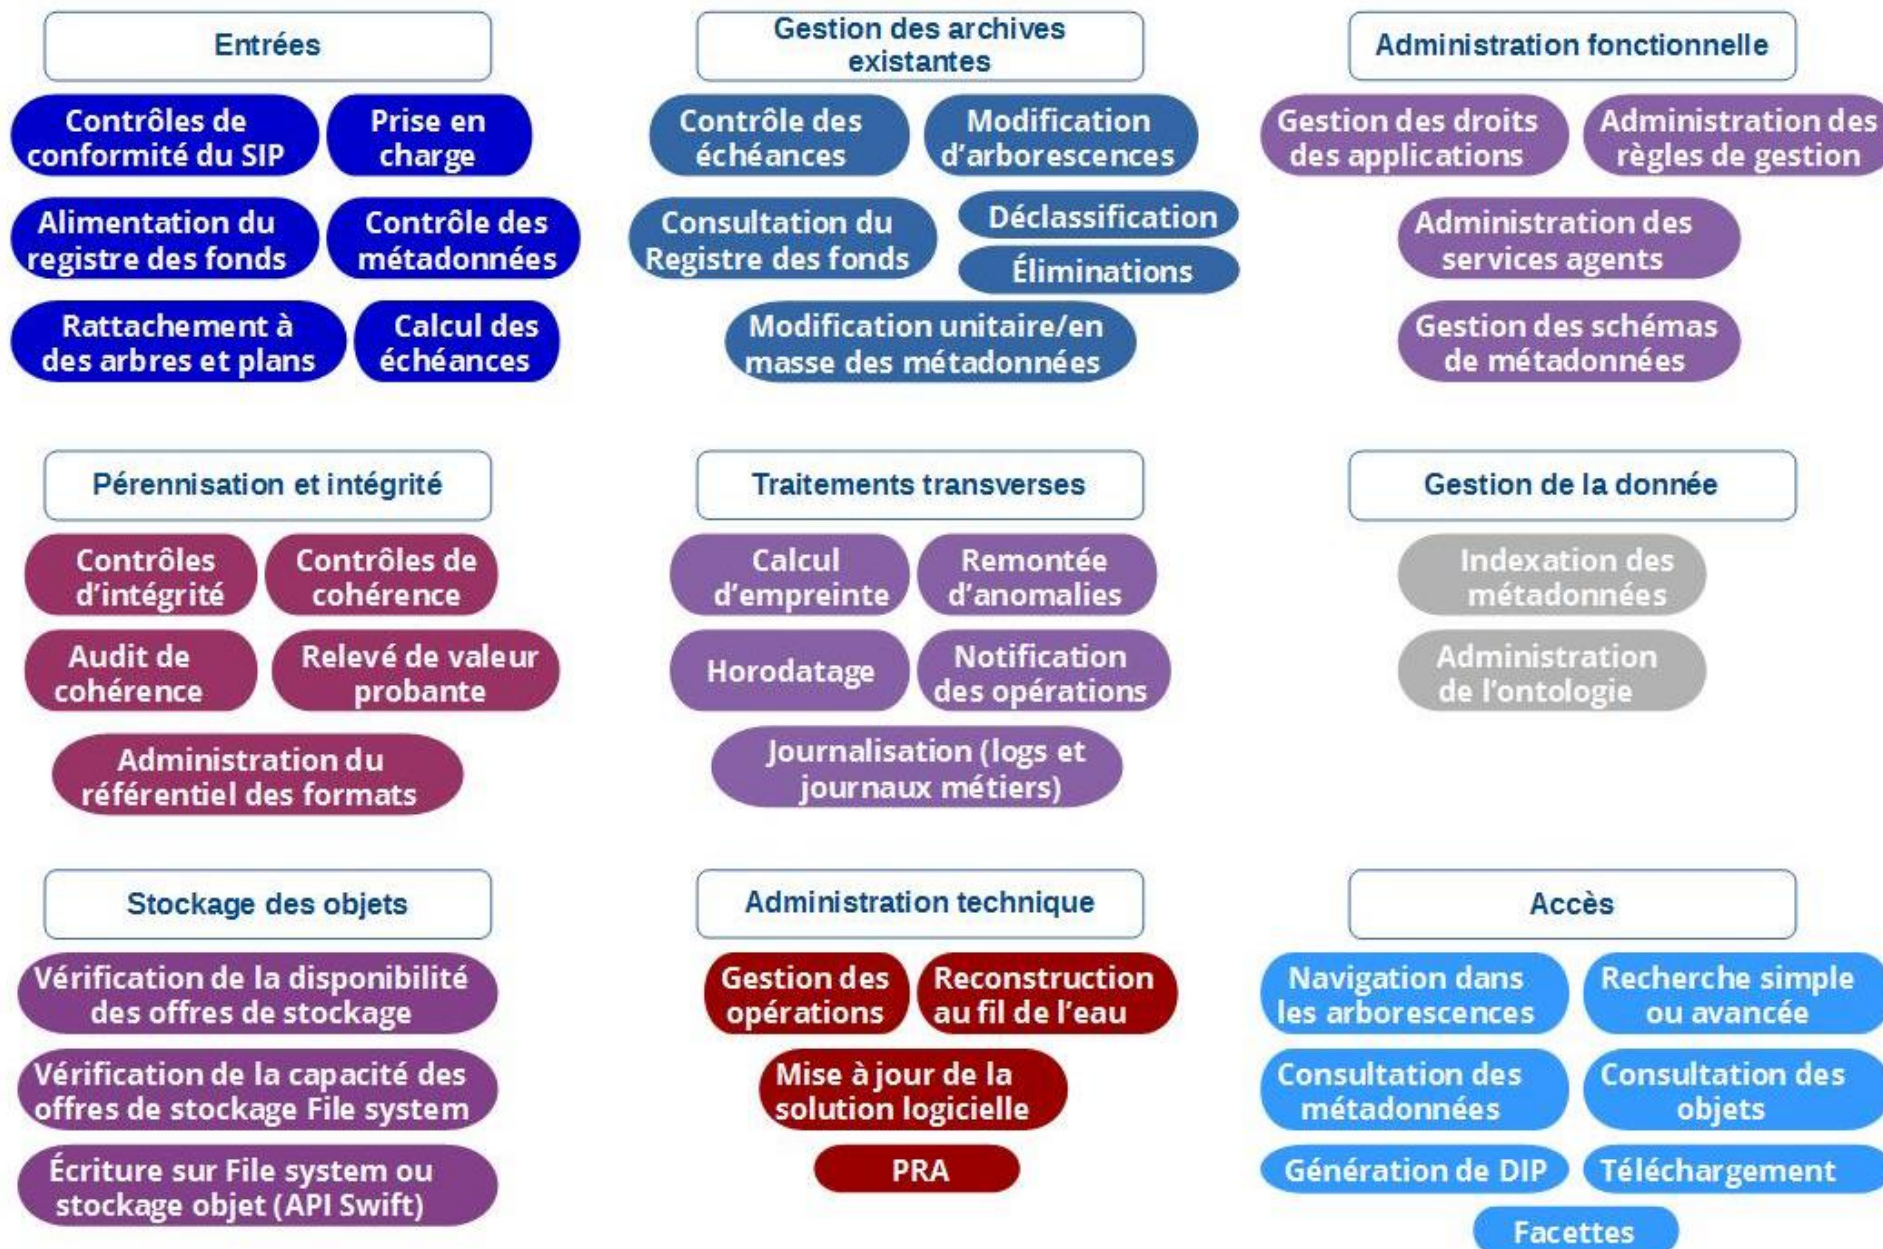 Entrées
Contrôles de
conformité du SIP
Prise en
charge
Alimentation du
registre des fonds
Contrôle des
métadonnées
Rattachement à
des arbres et plans
Calcul des
échéances
Gestion des archives
existantes
Contrôle des
échéances
Modification
d’arborescences
Consultation du
Registre des fonds
Déclassification
Éliminations
Modification unitaire/en
masse des métadonnées
Administration fonctionnelle
Gestion des droits
des applications
Administration des
règles de gestion
Administration des
services agents
Gestion des schémas
de métadonnées
Pérennisation et intégrité
Contrôles
d’intégrité
Contrôles de
cohérence
Audit de
cohérence
Relevé de valeur
probante
Administration du
référentiel des formats
Traitements transverses
Calcul
d’empreinte
Remontée
d’anomalies
Horodatage
Notification
des opérations
Journalisation (logs et
journaux métiers)
Gestion de la donnée
Indexation des
métadonnées
Administration
de l’ontologie
Stockage des objets
Vérification de la disponibilité
des offres de stockage
Vérification de la capacité des
offres de stockage File system
Écriture sur File system ou
stockage objet (API Swift)
Administration technique
Gestion des
opérations
Reconstruction
au fil de l’eau
Mise à jour de la
solution logicielle
PRA
Accès
Navigation dans
les arborescences
Recherche simple
ou avancée
Consultation des
métadonnées
Consultation des
objets
Génération de DIP
Téléchargement
Facettes